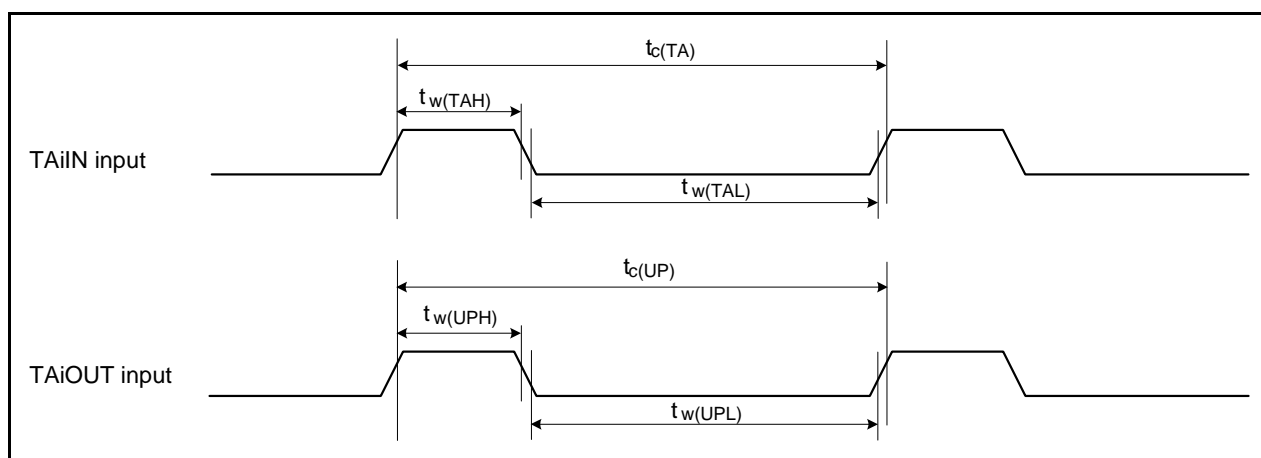 tc(TA)
tw(TAH)
TAiIN input
tw(TAL)
tc(UP)
tw(UPH)
TAiOUT input
tw(UPL)